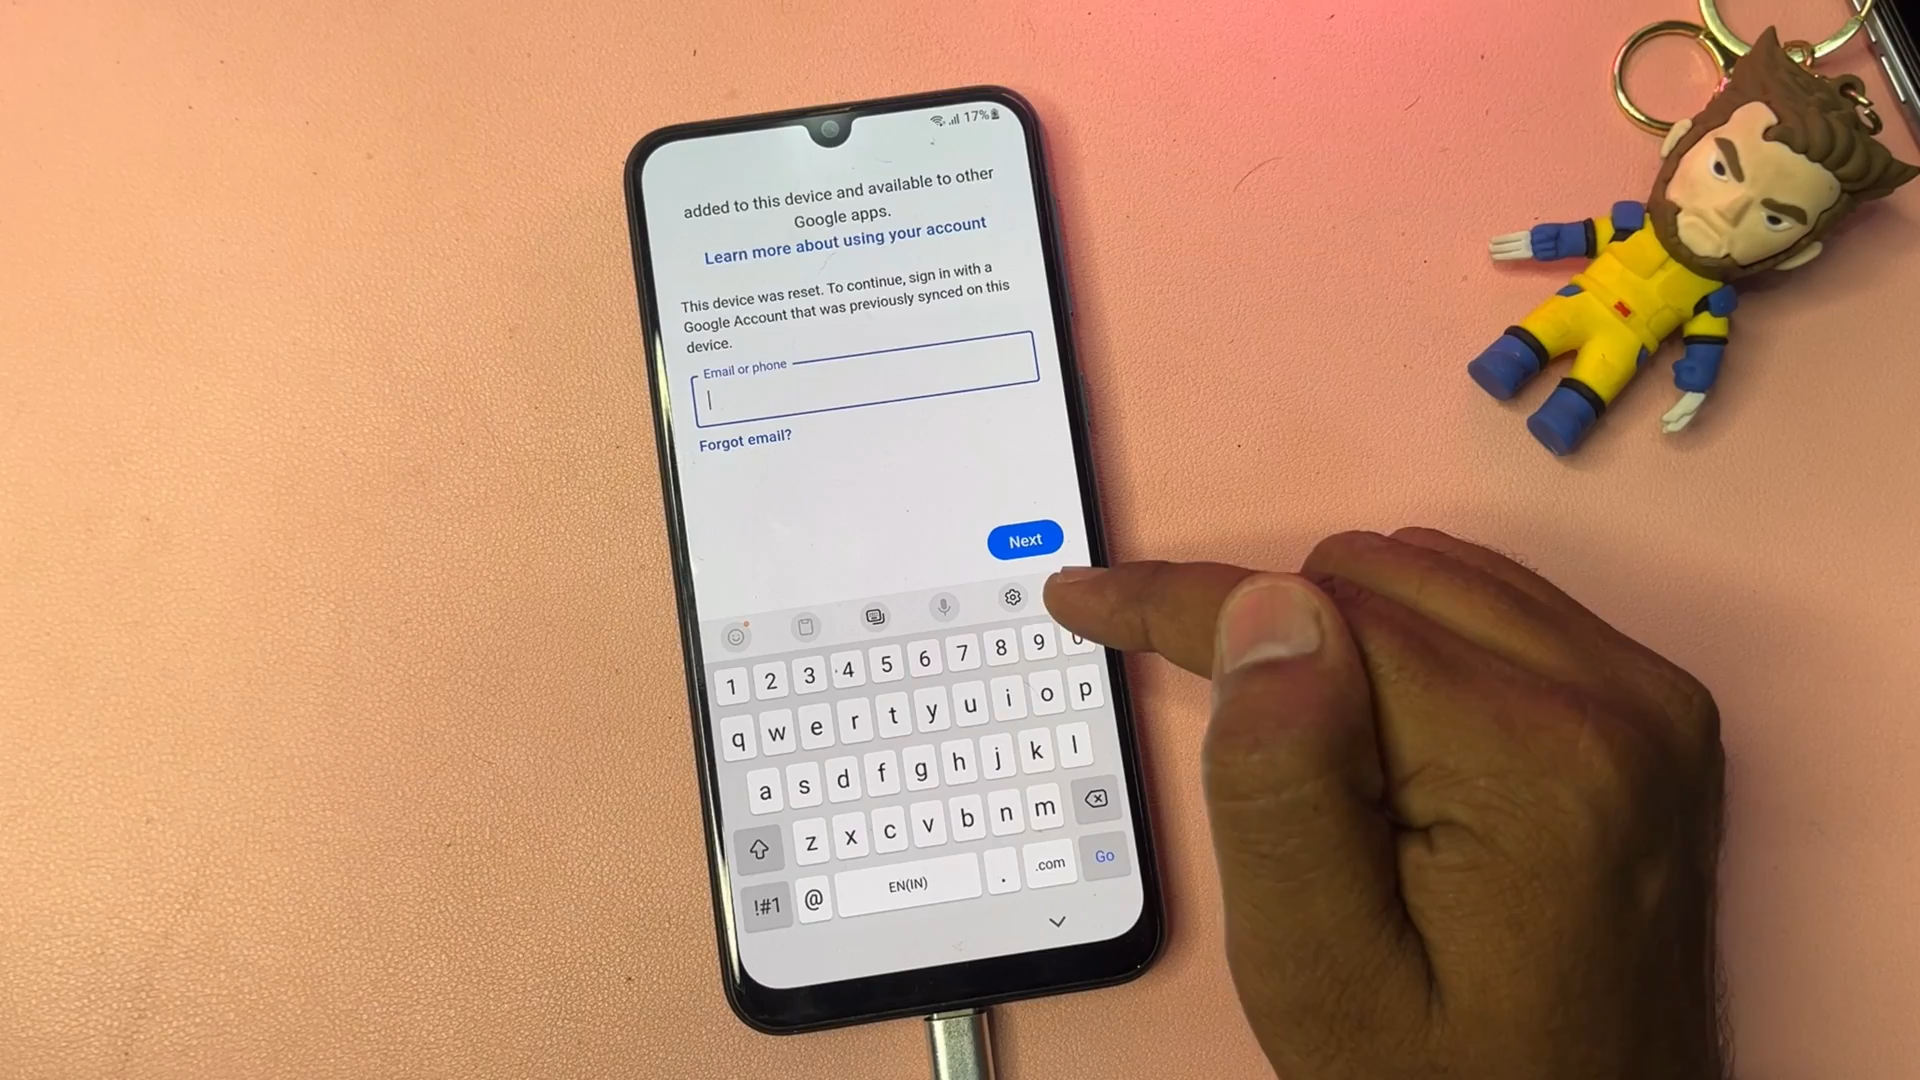 17%
added to this device and available to other
Google apps.
Learn more about using your account
This device was reset. To continue, sign in with a
Google Account that was previously synced on this
device.
Email or phone
Forgot email?
Next
1 2 3 4 5 6 7 8 9 0
q w e r t y u i o p
a s d f g h j k l
z x c v b n m
!#1 @ EN(IN) . .com Go